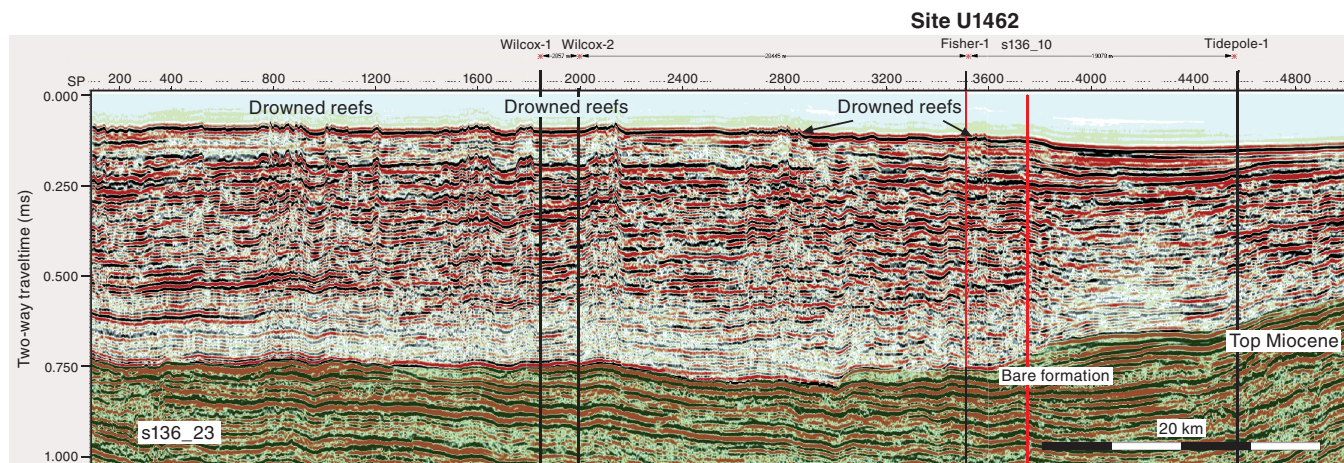 Site U1462
Wilcox-1 Wilcox-2 Fisher-1 s136_10 Tidepole-1
SP 200 400 800 1200 1600 2000 2400 2800 3200 3600 4000 4400 4800
0.000
Drowned reefs Drowned reefs Drowned reefs
0.250
Two-way traveltime (ms)
0.500
Top Miocene
0.750
Bare formation
20 km
s136_23
1.000